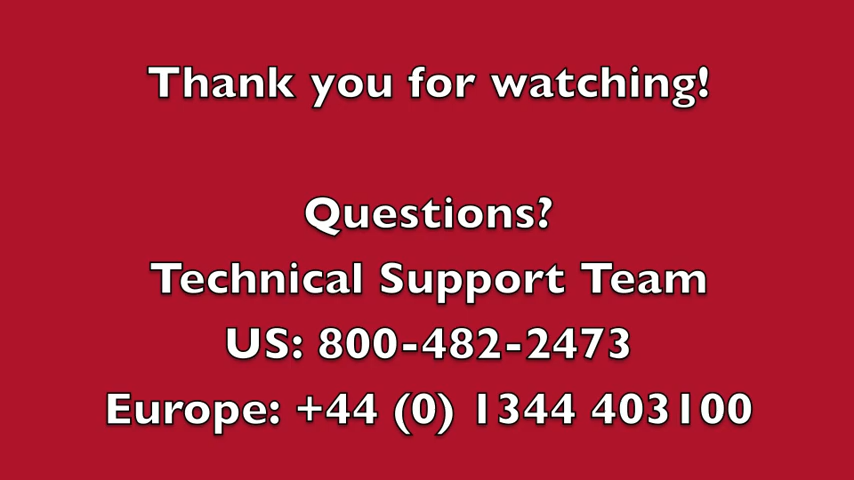 Thank you for watching!
Questions?
Technical Support Team
US: 800-482-2473
Europe: +44 (0) 1344 403100